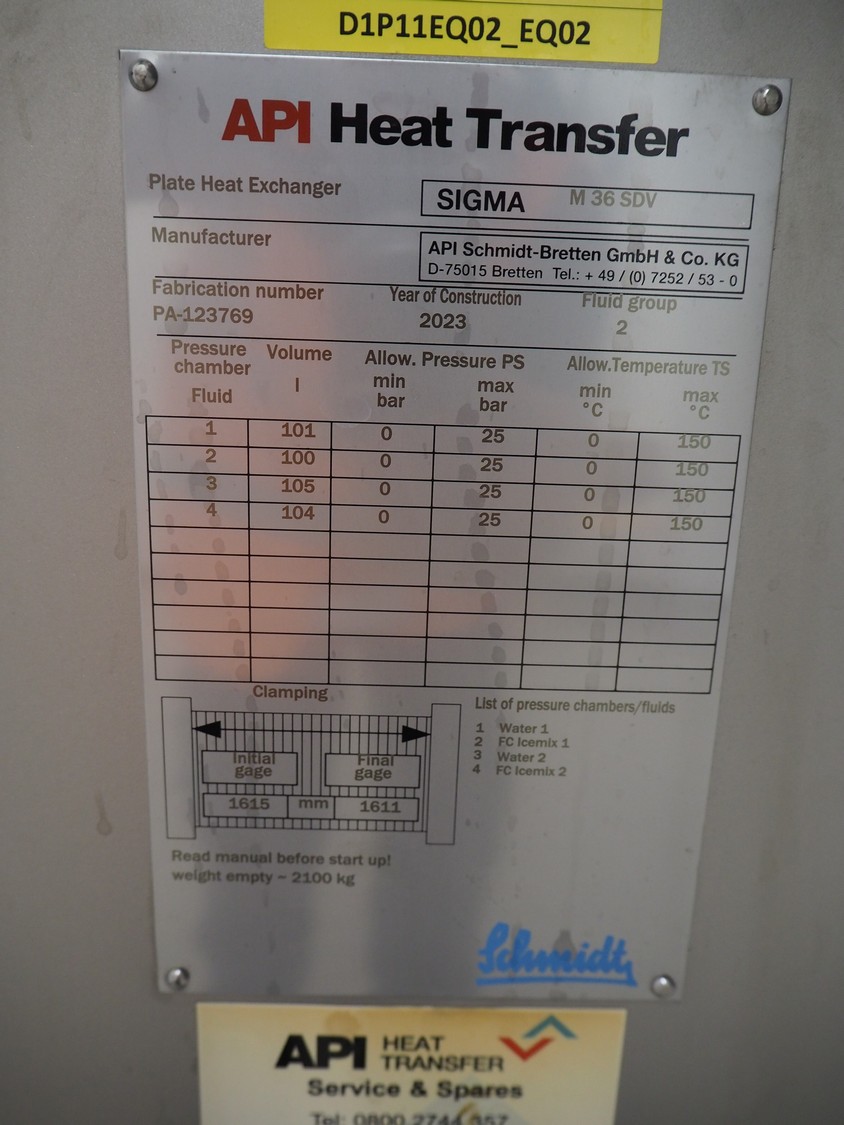 D1P11EQ02_EQ02
API Heat Transfer
Plate Heat Exchanger SIGMA M 36 SDV
Manufacturer API Schmidt-Bretten GmbH & Co. KG
D-75015 Bretten Tel.: + 49 / (0) 7252 / 53 - 0
Fabrication number Year of Construction Fluid group
PA-123769 2023 2
Pressure chamber Volume Allow. Pressure PS Allow.Temperature TS
Fluid l min bar max bar min °C max °C
1 101 0 25 0 150
2 100 0 25 0 150
3 105 0 25 0 150
4 104 0 25 0 150
Clamping
Initial gage Final gage
1615 mm 1611
List of pressure chambers/fluids
1 Water 1
2 FC Icemix 1
3 Water 2
4 FC Icemix 2
Read manual before start up!
weight empty ~ 2100 kg
Schmidt
API HEAT TRANSFER
Service & Spares
Tel: 0800 2744 357